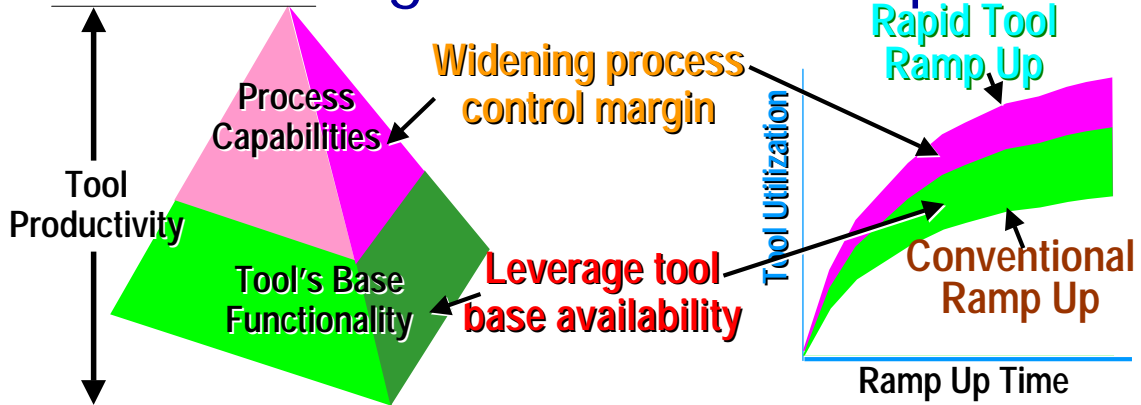 Rapid Tool
Ramp Up
Widening process
control margin
Process
Capabilities
Tool
Productivity
Tool Utilization
Tool's Base
Functionality
Leverage tool
base availability
Conventional
Ramp Up
Ramp Up Time